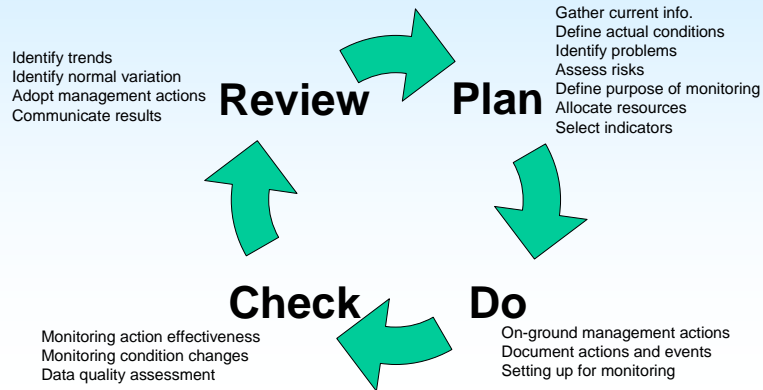 Gather current info.
Define actual conditions
Identify problems
Assess risks
Define purpose of monitoring
Allocate resources
Select indicators
Identify trends
Identify normal variation
Adopt management actions
Communicate results
Review
Plan
Check
Do
Monitoring action effectiveness
Monitoring condition changes
Data quality assessment
On-ground management actions
Document actions and events
Setting up for monitoring